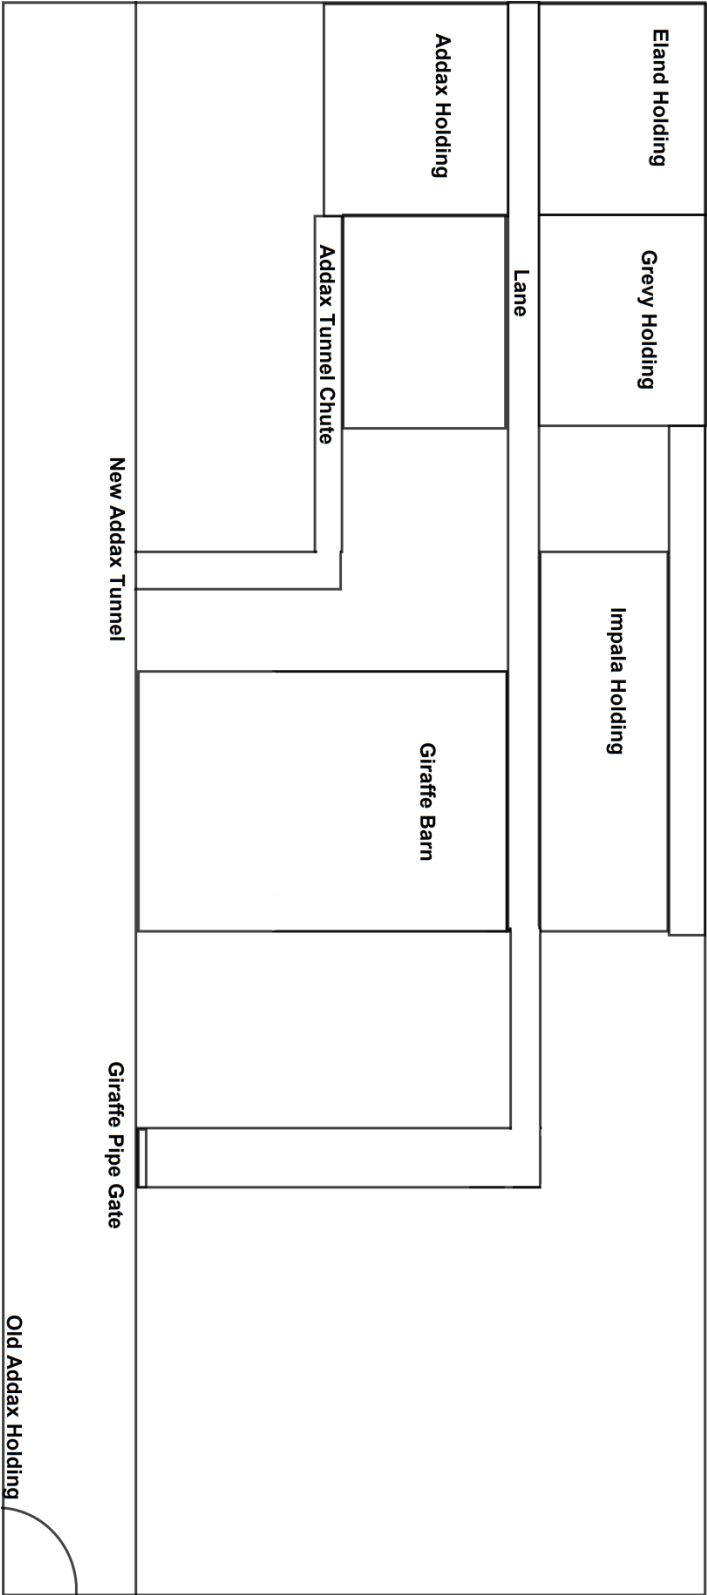 Eland Holding
Grevy Holding
Impala Holding
Lane
Addax Holding
Giraffe Barn
Addax Tunnel Chute
New Addax Tunnel
Giraffe Pipe Gate
Old Addax Holding